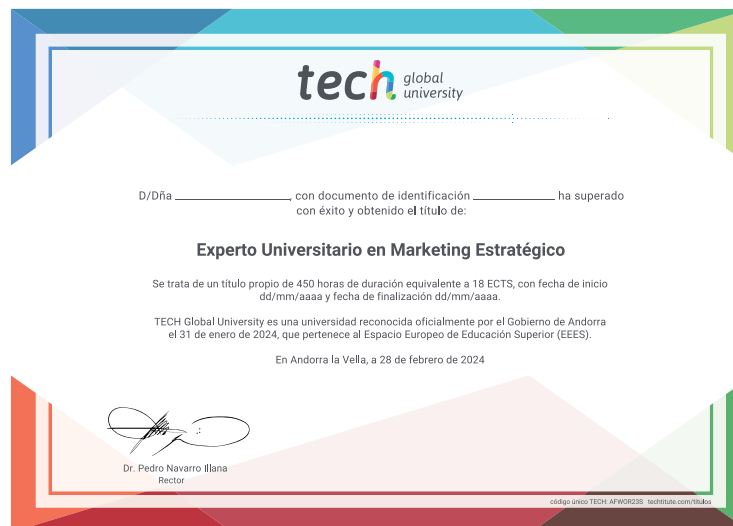 tech global university
D/Dña ____________, con documento de identificación ____________ ha superado
con éxito y obtenido el título de:
Experto Universitario en Marketing Estratégico
Se trata de un título propio de 450 horas de duración equivalente a 18 ECTS, con fecha de inicio
dd/mm/aaaa y fecha de finalización dd/mm/aaaa.
TECH Global University es una universidad reconocida oficialmente por el Gobierno de Andorra
el 31 de enero de 2024, que pertenece al Espacio Europeo de Educación Superior (EEES).
En Andorra la Vella, a 28 de febrero de 2024
Dr. Pedro Navarro Illana
Rector
código único TECH: AFWOR23S techtitute.com/titulos